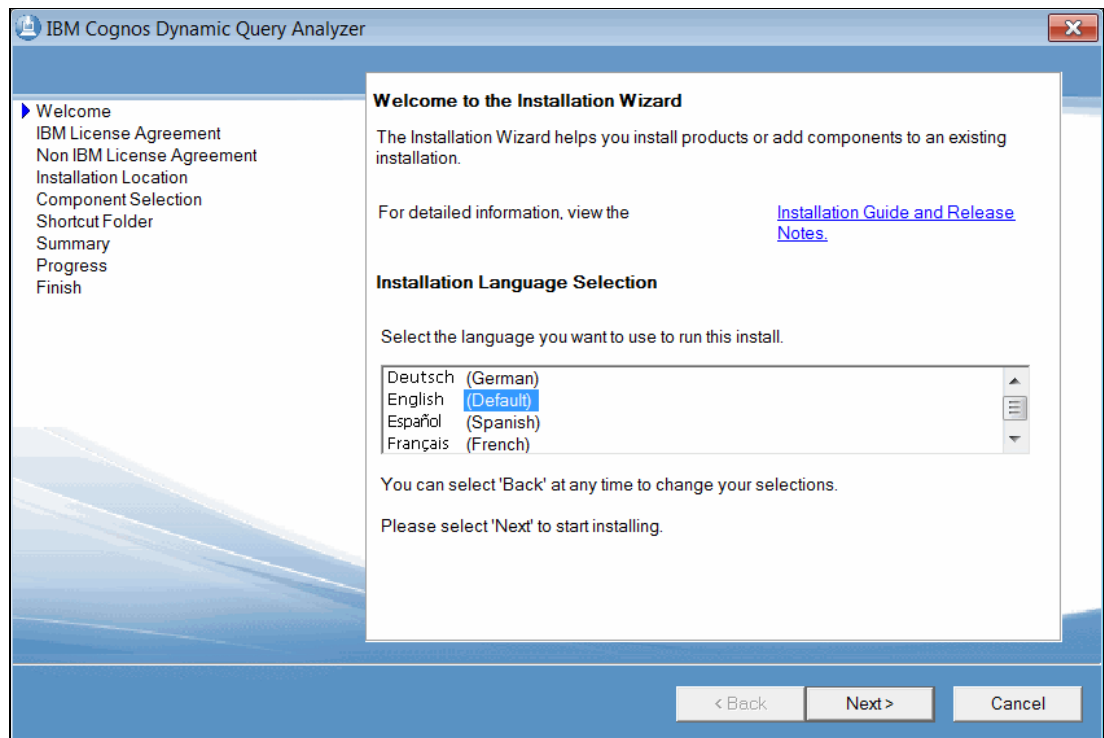 IBM Cognos Dynamic Query Analyzer
Welcome
IBM License Agreement
Non IBM License Agreement
Installation Location
Component Selection
Shortcut Folder
Summary
Progress
Finish
Welcome to the Installation Wizard
The Installation Wizard helps you install products or add components to an existing
installation.
For detailed information, view the Installation Guide and Release
Notes.
Installation Language Selection
Select the language you want to use to run this install.
Deutsch (German)
English (Default)
Español (Spanish)
Français (French)
You can select 'Back' at any time to change your selections.
Please select 'Next' to start installing.
< Back Next > Cancel